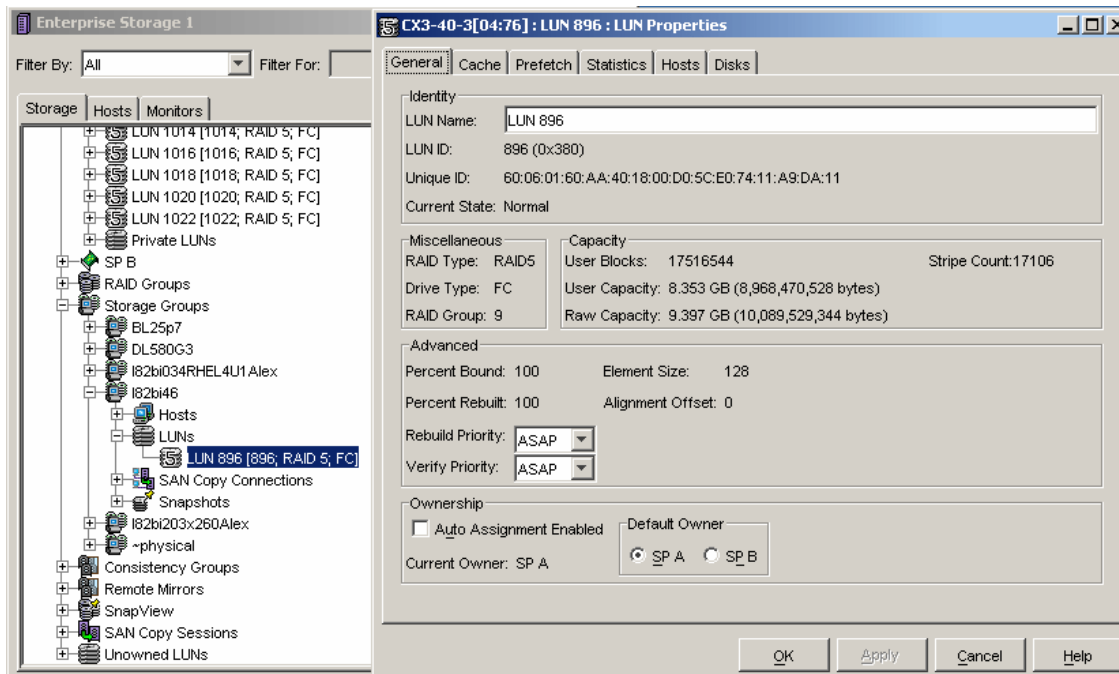 Enterprise Storage 1
Filter By: All Filter For:
Storage Hosts Monitors
LUN 1014 [1014; RAID 5; FC]
LUN 1016 [1016; RAID 5; FC]
LUN 1018 [1018; RAID 5; FC]
LUN 1020 [1020; RAID 5; FC]
LUN 1022 [1022; RAID 5; FC]
Private LUNs
SP B
RAID Groups
Storage Groups
BL25p7
DL580G3
l82bi034RHEL4U1Alex
l82bi46
Hosts
LUNs
LUN 896 [896; RAID 5; FC]
SAN Copy Connections
Snapshots
l82bi203x260Alex
~physical
Consistency Groups
Remote Mirrors
SnapView
SAN Copy Sessions
Unowned LUNs
CX3-40-3[04:76] : LUN 896 : LUN Properties
General Cache Prefetch Statistics Hosts Disks
Identity
LUN Name: LUN 896
LUN ID: 896 (0x380)
Unique ID: 60:06:01:60:AA:40:18:00:D0:5C:E0:74:11:A9:DA:11
Current State: Normal
Miscellaneous
RAID Type: RAID5
Drive Type: FC
RAID Group: 9
Capacity
User Blocks: 17516544 Stripe Count:17106
User Capacity: 8.353 GB (8,968,470,528 bytes)
Raw Capacity: 9.397 GB (10,089,529,344 bytes)
Advanced
Percent Bound: 100 Element Size: 128
Percent Rebuilt: 100 Alignment Offset: 0
Rebuild Priority: ASAP
Verify Priority: ASAP
Ownership
Auto Assignment Enabled
Current Owner: SP A
Default Owner
SP A SP B
OK Apply Cancel Help